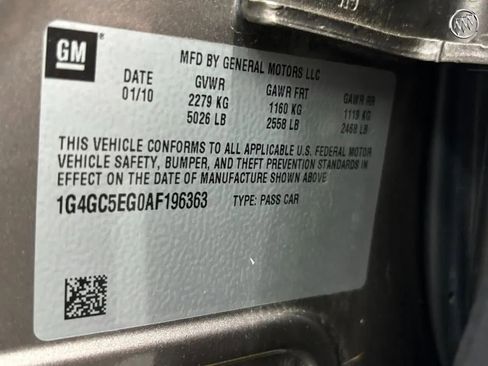 GM
MFD BY GENERAL MOTORS LLC
DATE GVWR GAWR FRT GAWR RR
01/10 2279 KG 1160 KG 1119 KG
5026 LB 2558 LB 2468 LB
THIS VEHICLE CONFORMS TO ALL APPLICABLE U.S. FEDERAL MOTOR
VEHICLE SAFETY, BUMPER, AND THEFT PREVENTION STANDARDS IN
EFFECT ON THE DATE OF MANUFACTURE SHOWN ABOVE
1G4GC5EG0AF196363 TYPE: PASS CAR